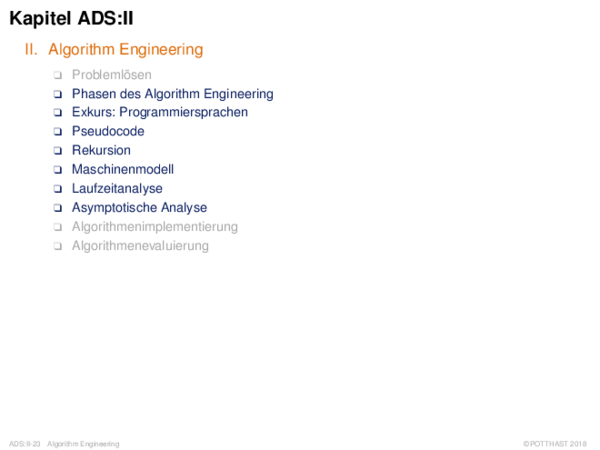 Kapitel ADS:II
II. Algorithm Engineering
❑ Problemlösen
❑ Phasen des Algorithm Engineering
❑ Exkurs: Programmiersprachen
❑ Pseudocode
❑ Rekursion
❑ Maschinenmodell
❑ Laufzeitanalyse
❑ Asymptotische Analyse
❑ Algorithmenimplementierung
❑ Algorithmenevaluierung
ADS:II-23 Algorithm Engineering ©POTTHAST 2018